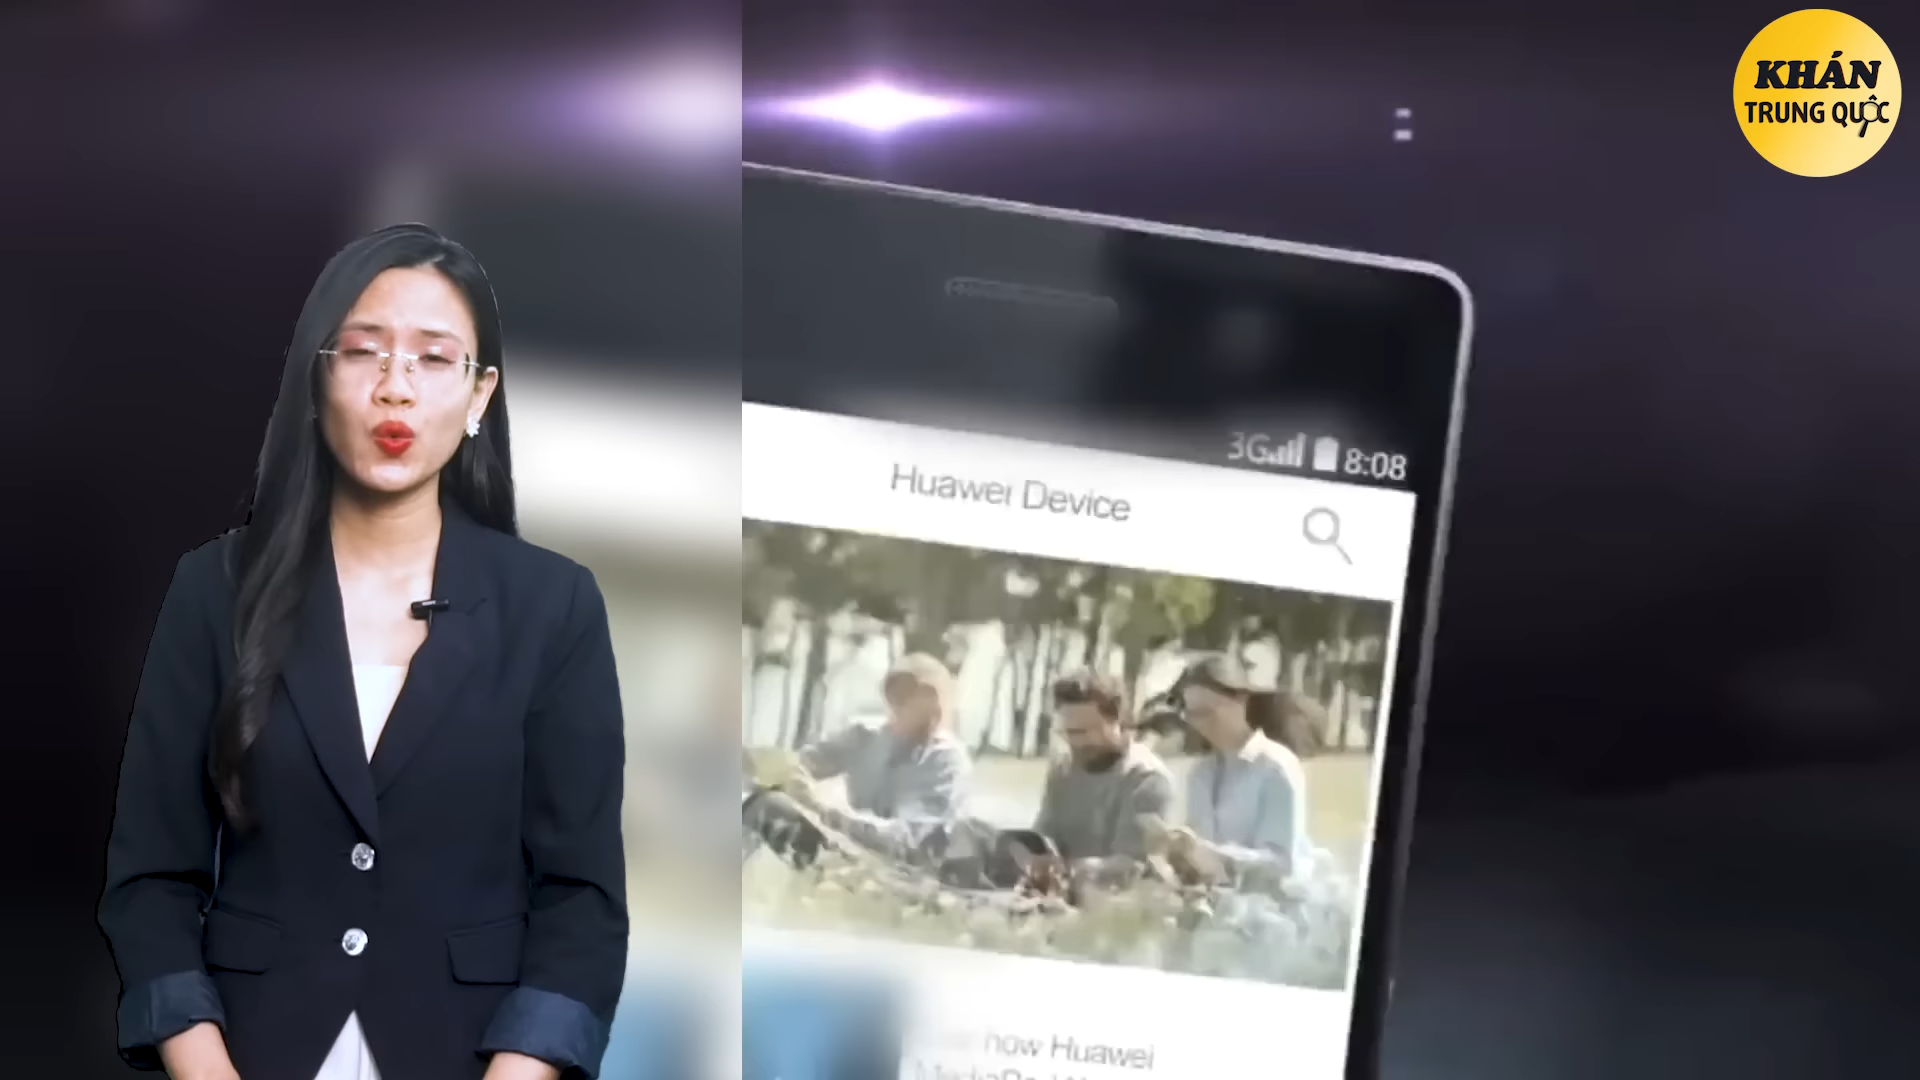 KHÁN
TRUNG QUỐC
3G 8:08
Huawei Device
how Huawei